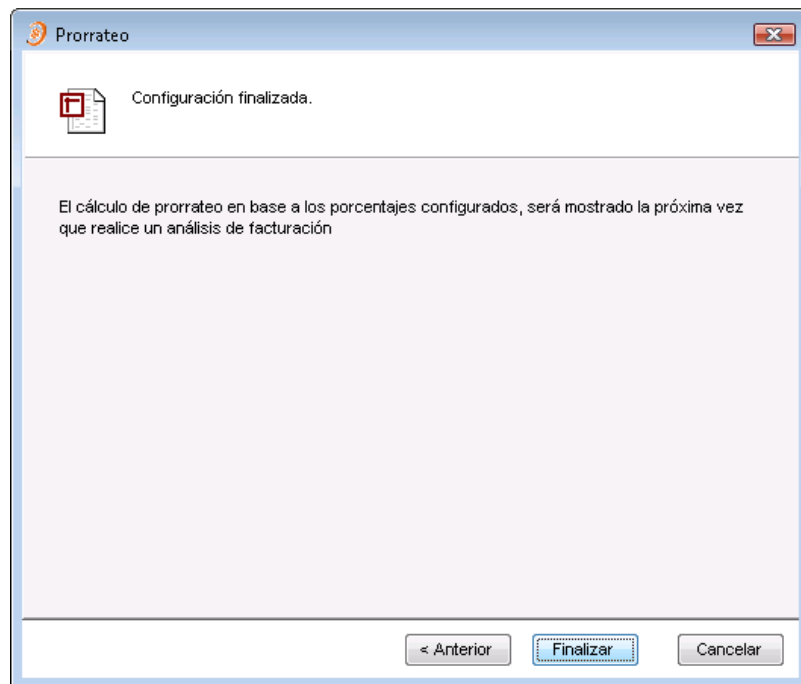 Prorrateo
Configuración finalizada.
El cálculo de prorrateo en base a los porcentajes configurados, será mostrado la próxima vez
que realice un análisis de facturación
< Anterior
Finalizar
Cancelar